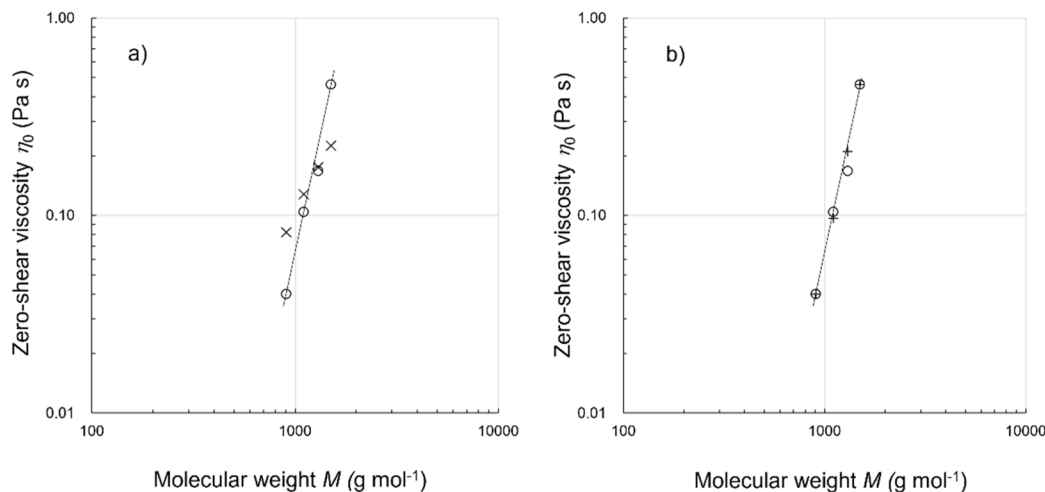 a)
Zero-shear viscosity η0 (Pa s)
1.00
0.10
0.01
100
1000
10000
Molecular weight M (g mol-1)
b)
Zero-shear viscosity η0 (Pa s)
1.00
0.10
0.01
100
1000
10000
Molecular weight M (g mol-1)